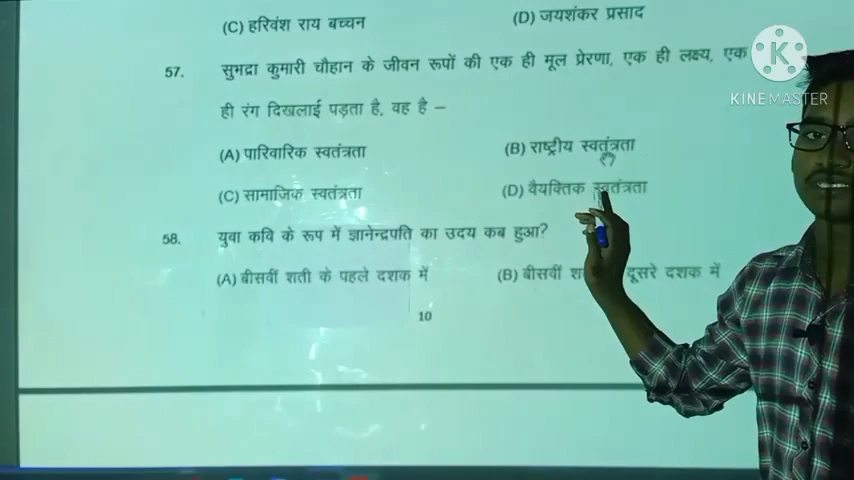 (C) हरिवंश राय बच्चन (D) जयशंकर प्रसाद
57. सुभद्रा कुमारी चौहान के जीवन रूपों की एक ही मूल प्रेरणा, एक ही लक्ष्य, एक
ही रंग दिखलाई पड़ता है, वह है –
(A) पारिवारिक स्वतंत्रता (B) राष्ट्रीय स्वतंत्रता
(C) सामाजिक स्वतंत्रता (D) वैयक्तिक स्वतंत्रता
58. युवा कवि के रूप में ज्ञानेन्द्रपति का उदय कब हुआ?
(A) बीसवीं शती के पहले दशक में (B) बीसवीं दूसरे दशक में
10
K
KINEMASTER